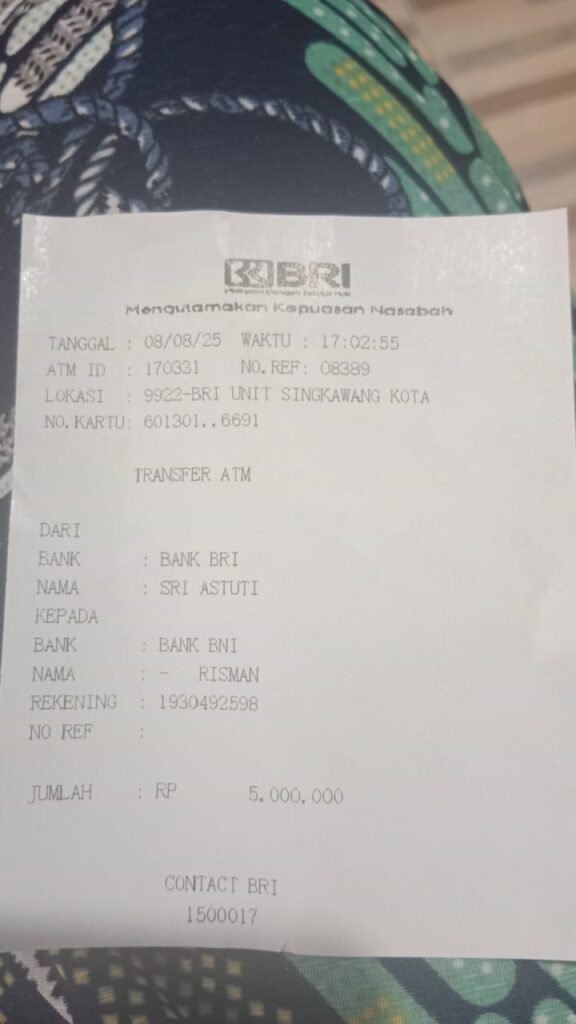 BRI
Mengutamakan Kepuasan Nasabah
TANGGAL : 08/08/25 WAKTU : 17:02:55
ATM ID : 170331 NO.REF: 08389
LOKASI : 9922-BRI UNIT SINGKAWANG KOTA
NO.KARTU: 601301..6691
TRANSFER ATM
DARI
BANK : BANK BRI
NAMA : SRI ASTUTI
KEPADA
BANK : BANK BNI
NAMA : - RISMAN
REKENING : 1930492598
NO REF :
JUMLAH : RP 5.000.000
CONTACT BRI
1500017